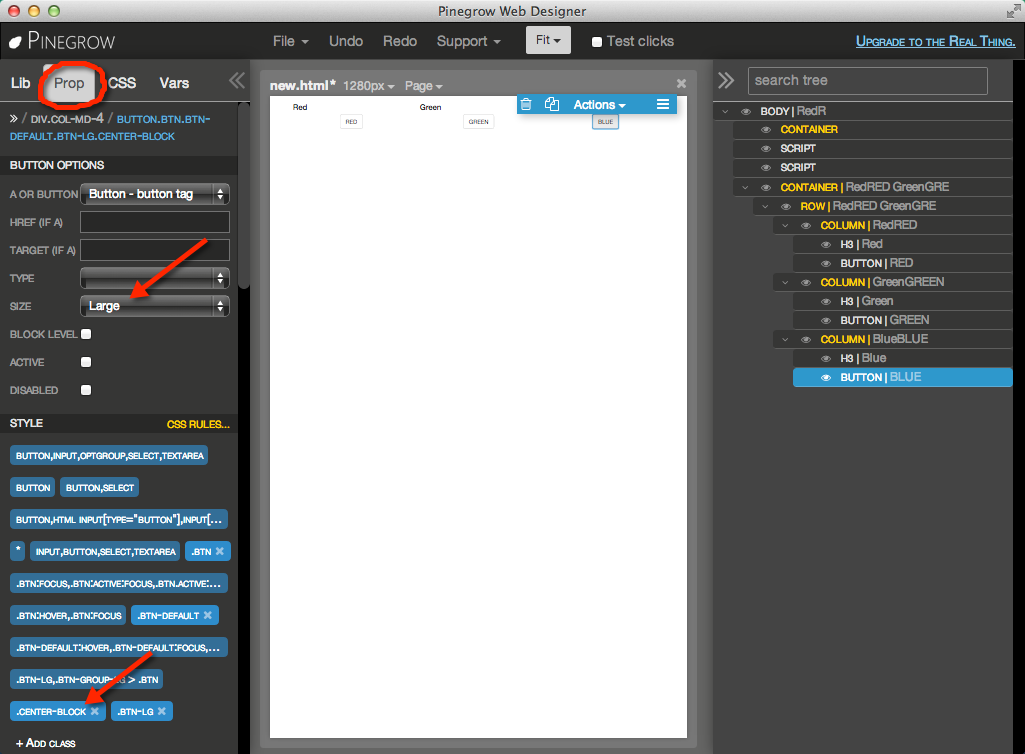 Pinegrow Web Designer
PINEGROW
File Undo Redo Support Fit Test clicks UPGRADE TO THE REAL THING.
Lib Prop CSS Vars
new.html* 1280px Page
search tree
» / DIV.COL-MD-4 / BUTTON.BTN.BTN-
DEFAULT.BTN-LG.CENTER-BLOCK
BUTTON OPTIONS
A OR BUTTON Button - button tag
HREF (IF A)
TARGET (IF A)
TYPE
SIZE Large
BLOCK LEVEL
ACTIVE
DISABLED
STYLE CSS RULES...
BUTTON,INPUT,OPTGROUP,SELECT,TEXTAREA
BUTTON BUTTON,SELECT
BUTTON,HTML INPUT[TYPE="BUTTON"],INPUT[...
* INPUT,BUTTON,SELECT,TEXTAREA .BTN ×
.BTN:FOCUS,.BTN:ACTIVE:FOCUS,.BTN.ACTIVE:...
.BTN:HOVER,.BTN:FOCUS .BTN-DEFAULT ×
.BTN-DEFAULT:HOVER,.BTN-DEFAULT:FOCUS,...
.BTN-LG,.BTN-GROUP-LG > .BTN
.CENTER-BLOCK × .BTN-LG ×
+ ADD CLASS
Red Green Actions
RED GREEN BLUE
BODY | RedR
CONTAINER
SCRIPT
SCRIPT
CONTAINER | RedRED GreenGRE
ROW | RedRED GreenGRE
COLUMN | RedRED
H3 | Red
BUTTON | RED
COLUMN | GreenGREEN
H3 | Green
BUTTON | GREEN
COLUMN | BlueBLUE
H3 | Blue
BUTTON | BLUE